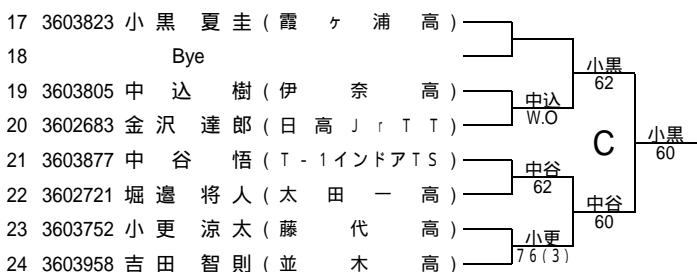 17 3603823 小 黒 夏 圭 ( 霞 ヶ 浦 高 )
18 Bye
19 3603805 中 込 樹 ( 伊 奈 高 )
20 3602683 金 沢 達 郎 ( 日 高 J r T T )
21 3603877 中 谷 悟 ( T - 1 インドア T S )
22 3602721 堀 邉 将 人 ( 太 田 一 高 )
23 3603752 小 更 涼 太 ( 藤 代 高 )
24 3603958 吉 田 智 則 ( 並 木 高 )
中込
W.O
中谷
62
小更
7 6 ( 3 )
小黒
62
中谷
60
C
小黒
60